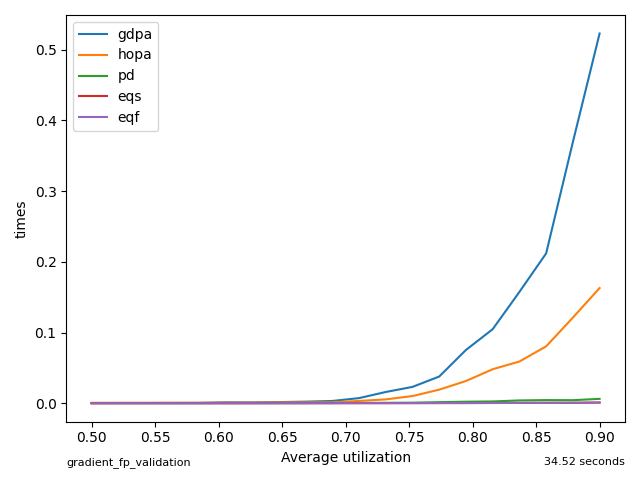 gdpa
hopa
pd
eqs
eqf
times
0.5
0.4
0.3
0.2
0.1
0.0
0.50 0.55 0.60 0.65 0.70 0.75 0.80 0.85 0.90
Average utilization
gradient_fp_validation
34.52 seconds